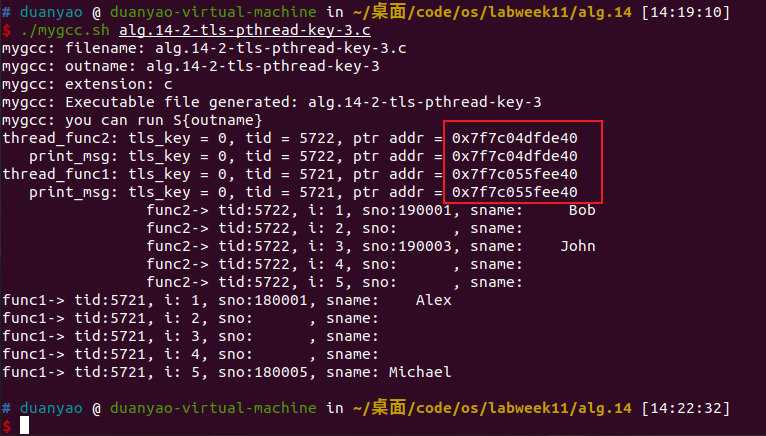 # duanyao @ duanyao-virtual-machine in ~/桌面/code/os/labweek11/alg.14 [14:19:10]
$ ./mygcc.sh alg.14-2-tls-pthread-key-3.c
mygcc: filename: alg.14-2-tls-pthread-key-3.c
mygcc: outname: alg.14-2-tls-pthread-key-3
mygcc: extension: c
mygcc: Executable file generated: alg.14-2-tls-pthread-key-3
mygcc: you can run S{outname}
thread_func2: tls_key = 0, tid = 5722, ptr addr = 0x7f7c04dfde40
   print_msg: tls_key = 0, tid = 5722, ptr addr = 0x7f7c04dfde40
thread_func1: tls_key = 0, tid = 5721, ptr addr = 0x7f7c055fee40
   print_msg: tls_key = 0, tid = 5721, ptr addr = 0x7f7c055fee40
                func2-> tid:5722, i: 1, sno:190001, sname:     Bob
                func2-> tid:5722, i: 2, sno:      , sname:
                func2-> tid:5722, i: 3, sno:190003, sname:    John
                func2-> tid:5722, i: 4, sno:      , sname:
                func2-> tid:5722, i: 5, sno:      , sname:
func1-> tid:5721, i: 1, sno:180001, sname:    Alex
func1-> tid:5721, i: 2, sno:      , sname:
func1-> tid:5721, i: 3, sno:      , sname:
func1-> tid:5721, i: 4, sno:      , sname:
func1-> tid:5721, i: 5, sno:180005, sname: Michael
# duanyao @ duanyao-virtual-machine in ~/桌面/code/os/labweek11/alg.14 [14:22:32]
$